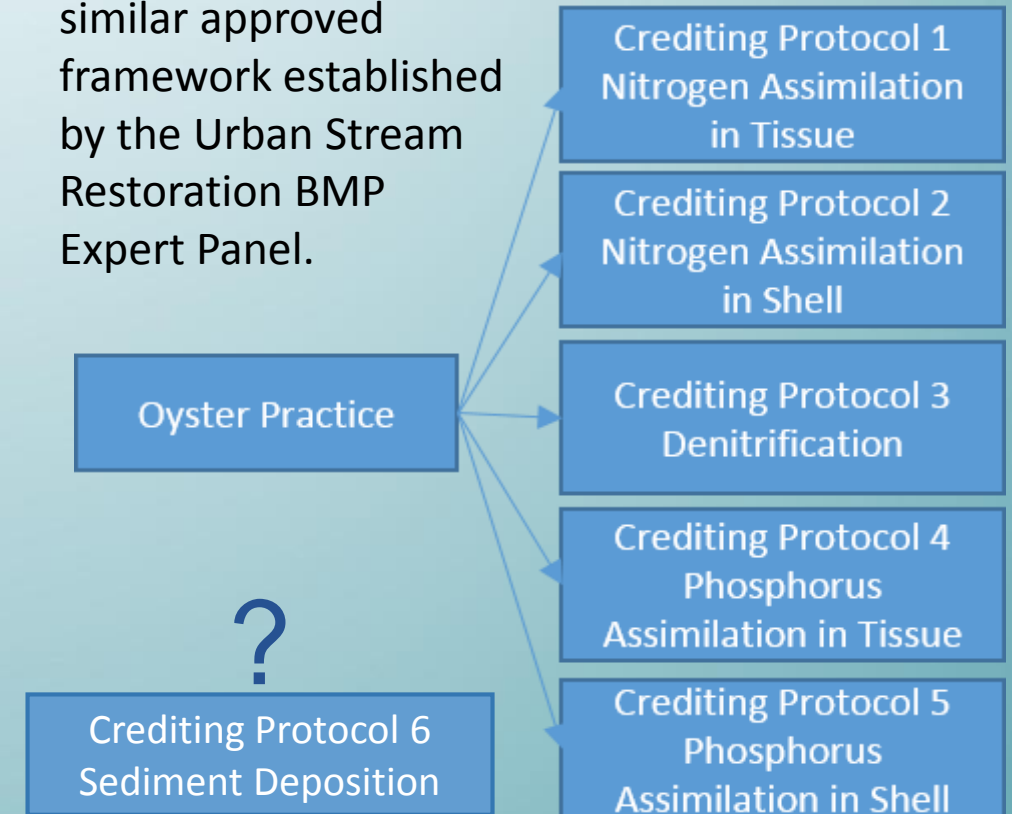 similar approved
framework established
by the Urban Stream
Restoration BMP
Expert Panel.
Crediting Protocol 1
Nitrogen Assimilation
in Tissue
Crediting Protocol 2
Nitrogen Assimilation
in Shell
Oyster Practice
Crediting Protocol 3
Denitrification
Crediting Protocol 4
Phosphorus
Assimilation in Tissue
?
Crediting Protocol 6
Sediment Deposition
Crediting Protocol 5
Phosphorus
Assimilation in Shell